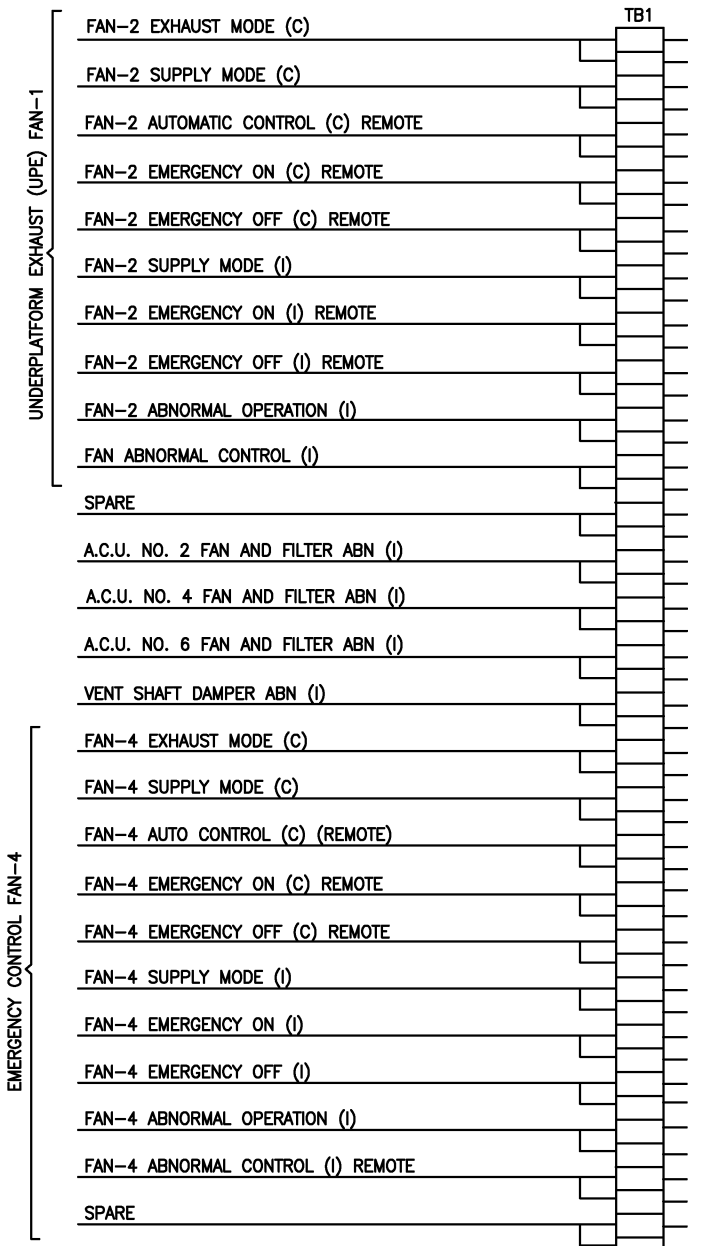 TB1
UNDERPLATFORM EXHAUST (UPE) FAN-1
FAN-2 EXHAUST MODE (C)
FAN-2 SUPPLY MODE (C)
FAN-2 AUTOMATIC CONTROL (C) REMOTE
FAN-2 EMERGENCY ON (C) REMOTE
FAN-2 EMERGENCY OFF (C) REMOTE
FAN-2 SUPPLY MODE (I)
FAN-2 EMERGENCY ON (I) REMOTE
FAN-2 EMERGENCY OFF (I) REMOTE
FAN-2 ABNORMAL OPERATION (I)
FAN ABNORMAL CONTROL (I)
SPARE
A.C.U. NO. 2 FAN AND FILTER ABN (I)
A.C.U. NO. 4 FAN AND FILTER ABN (I)
A.C.U. NO. 6 FAN AND FILTER ABN (I)
VENT SHAFT DAMPER ABN (I)
EMERGENCY CONTROL FAN-4
FAN-4 EXHAUST MODE (C)
FAN-4 SUPPLY MODE (C)
FAN-4 AUTO CONTROL (C) (REMOTE)
FAN-4 EMERGENCY ON (C) REMOTE
FAN-4 EMERGENCY OFF (C) REMOTE
FAN-4 SUPPLY MODE (I)
FAN-4 EMERGENCY ON (I)
FAN-4 EMERGENCY OFF (I)
FAN-4 ABNORMAL OPERATION (I)
FAN-4 ABNORMAL CONTROL (I) REMOTE
SPARE